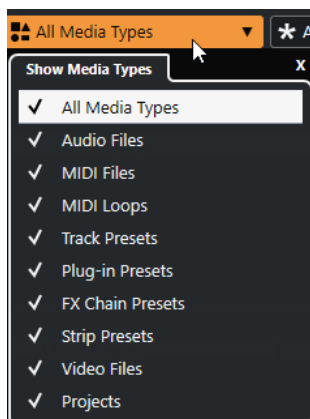 All Media Types
Show Media Types x
All Media Types
Audio Files
MIDI Files
MIDI Loops
Track Presets
Plug-in Presets
FX Chain Presets
Strip Presets
Video Files
Projects